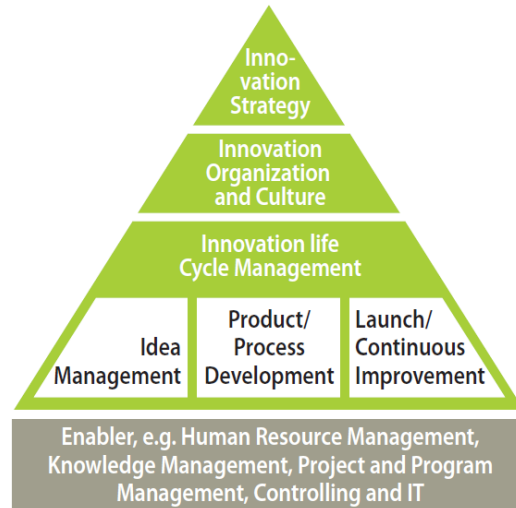 Inno-
vation
Strategy
Innovation
Organization
and Culture
Innovation life
Cycle Management
Idea
Management
Product/
Process
Development
Launch/
Continuous
Improvement
Enabler, e.g. Human Resource Management,
Knowledge Management, Project and Program
Management, Controlling and IT